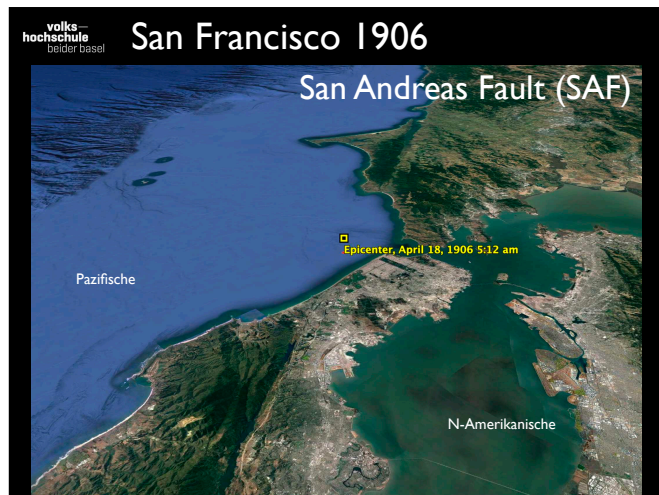 volks—
hochschule
beider basel
San Francisco 1906
San Andreas Fault (SAF)
Epicenter, April 18, 1906 5:12 am
Pazifische
N-Amerikanische